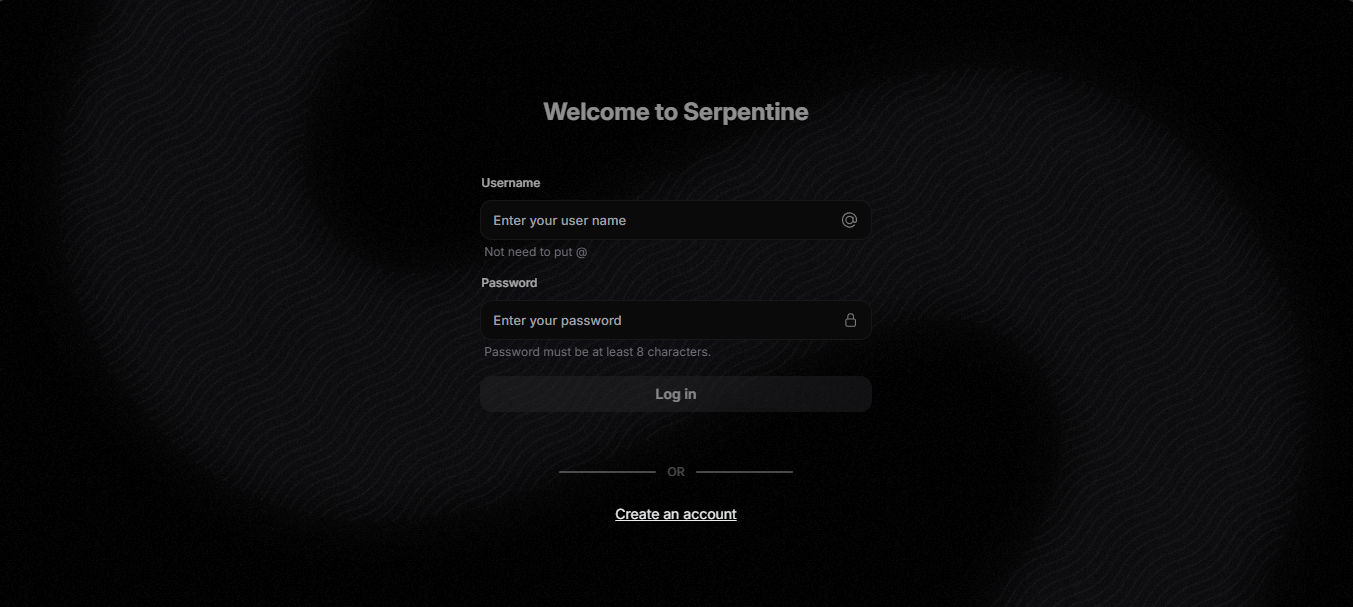 Welcome to Serpentine
Username
Enter your user name
Not need to put @
Password
Enter your password
Password must be at least 8 characters.
Log in
OR
Create an account